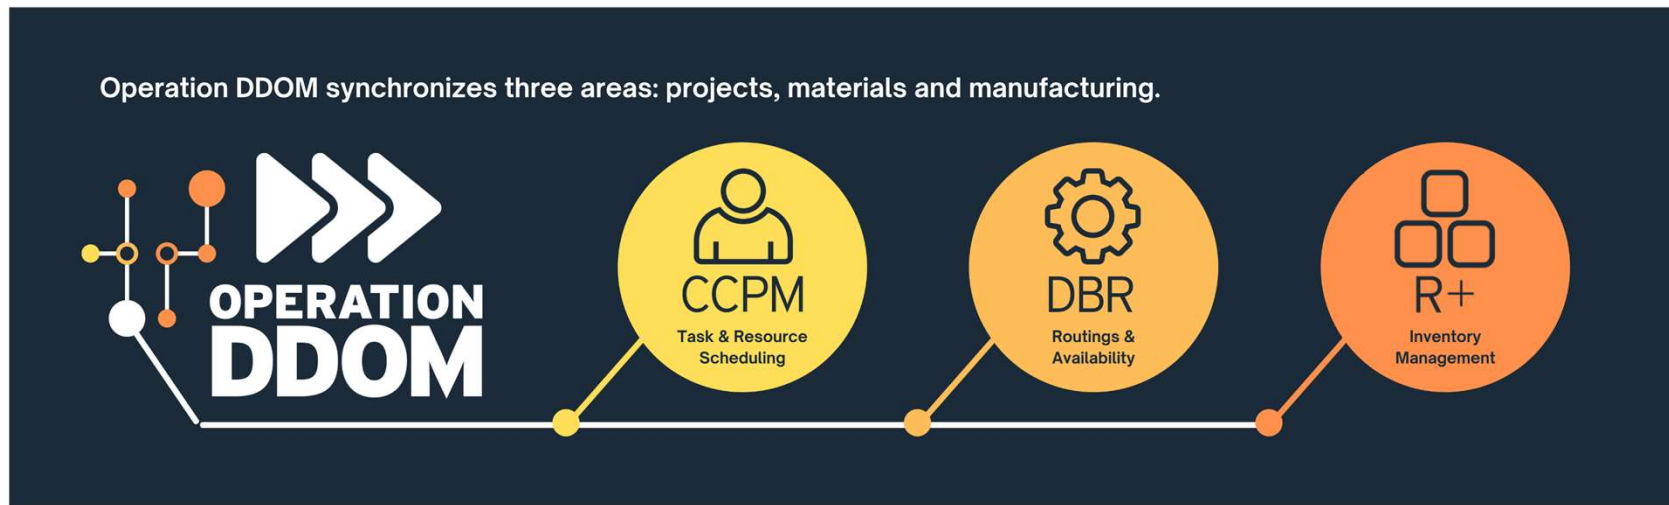 Operation DDOM synchronizes three areas: projects, materials and manufacturing.
OPERATION
DDOM
CCPM
Task & Resource
Scheduling
DBR
Routings &
Availability
R+
Inventory
Management